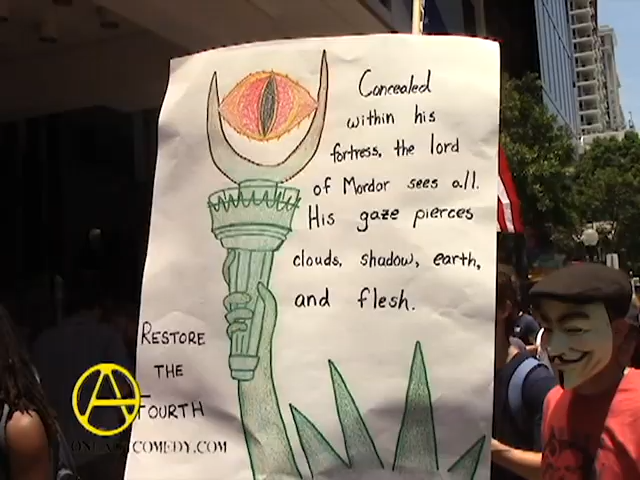 Concealed
within his
fortress, the lord
of Mordor sees all.
His gaze pierces
clouds, shadow, earth,
and flesh.
RESTORE
THE
FOURTH
COMEDY.COM